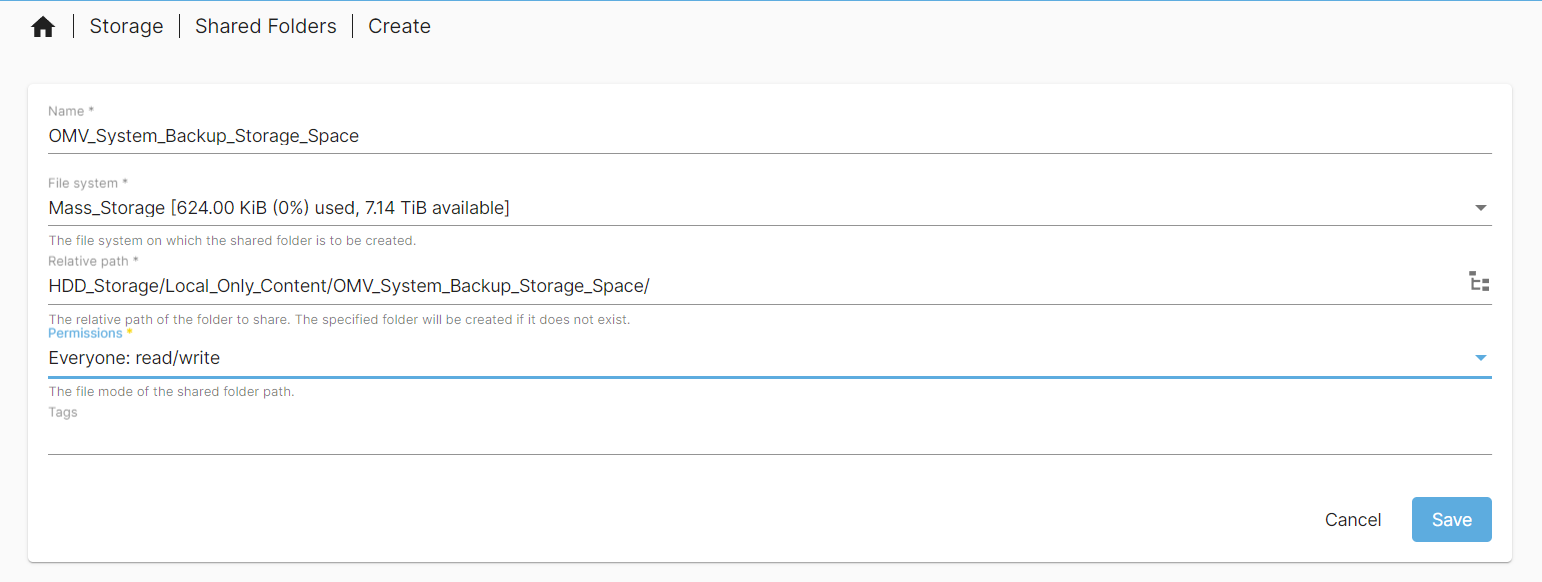 Storage | Shared Folders | Create
Name *
OMV_System_Backup_Storage_Space
File system *
Mass_Storage [624.00 KiB (0%) used, 7.14 TiB available]
The file system on which the shared folder is to be created.
Relative path *
HDD_Storage/Local_Only_Content/OMV_System_Backup_Storage_Space/
The relative path of the folder to share. The specified folder will be created if it does not exist.
Permissions *
Everyone: read/write
The file mode of the shared folder path.
Tags
Cancel Save